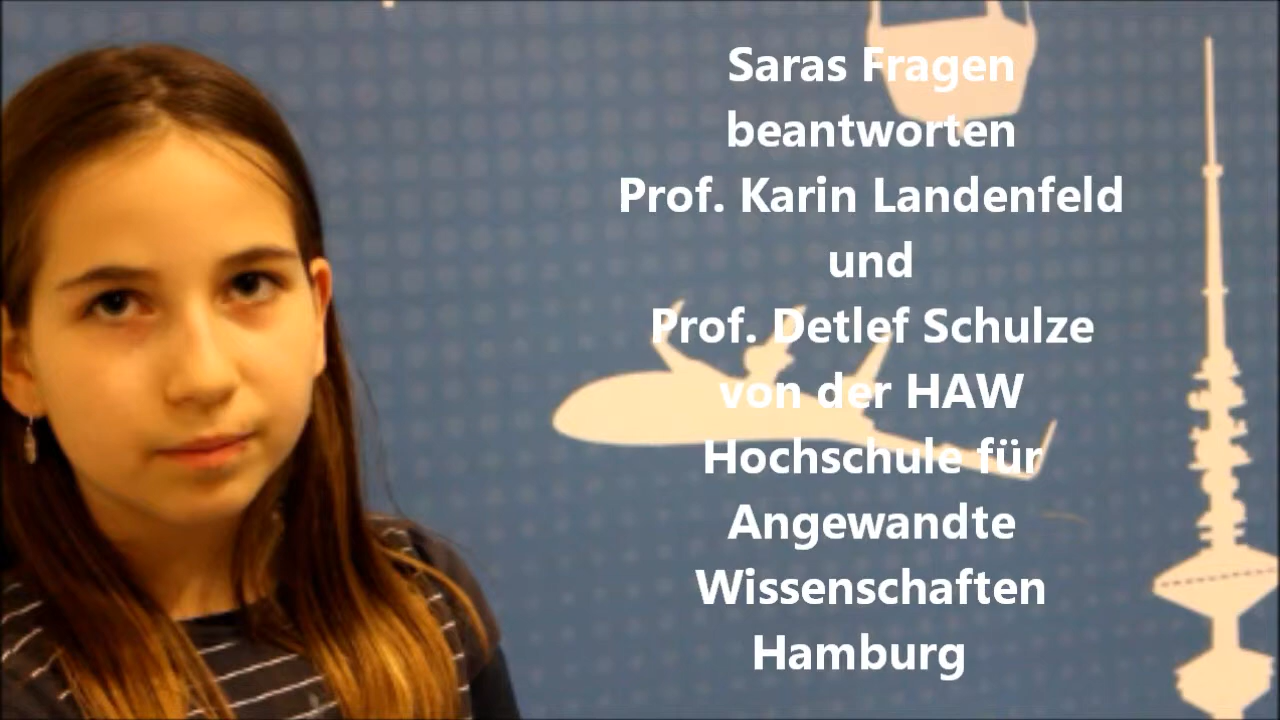 Saras Fragen
beantworten
Prof. Karin Landenfeld
und
Prof. Detlef Schulze
von der HAW
Hochschule für
Angewandte
Wissenschaften
Hamburg